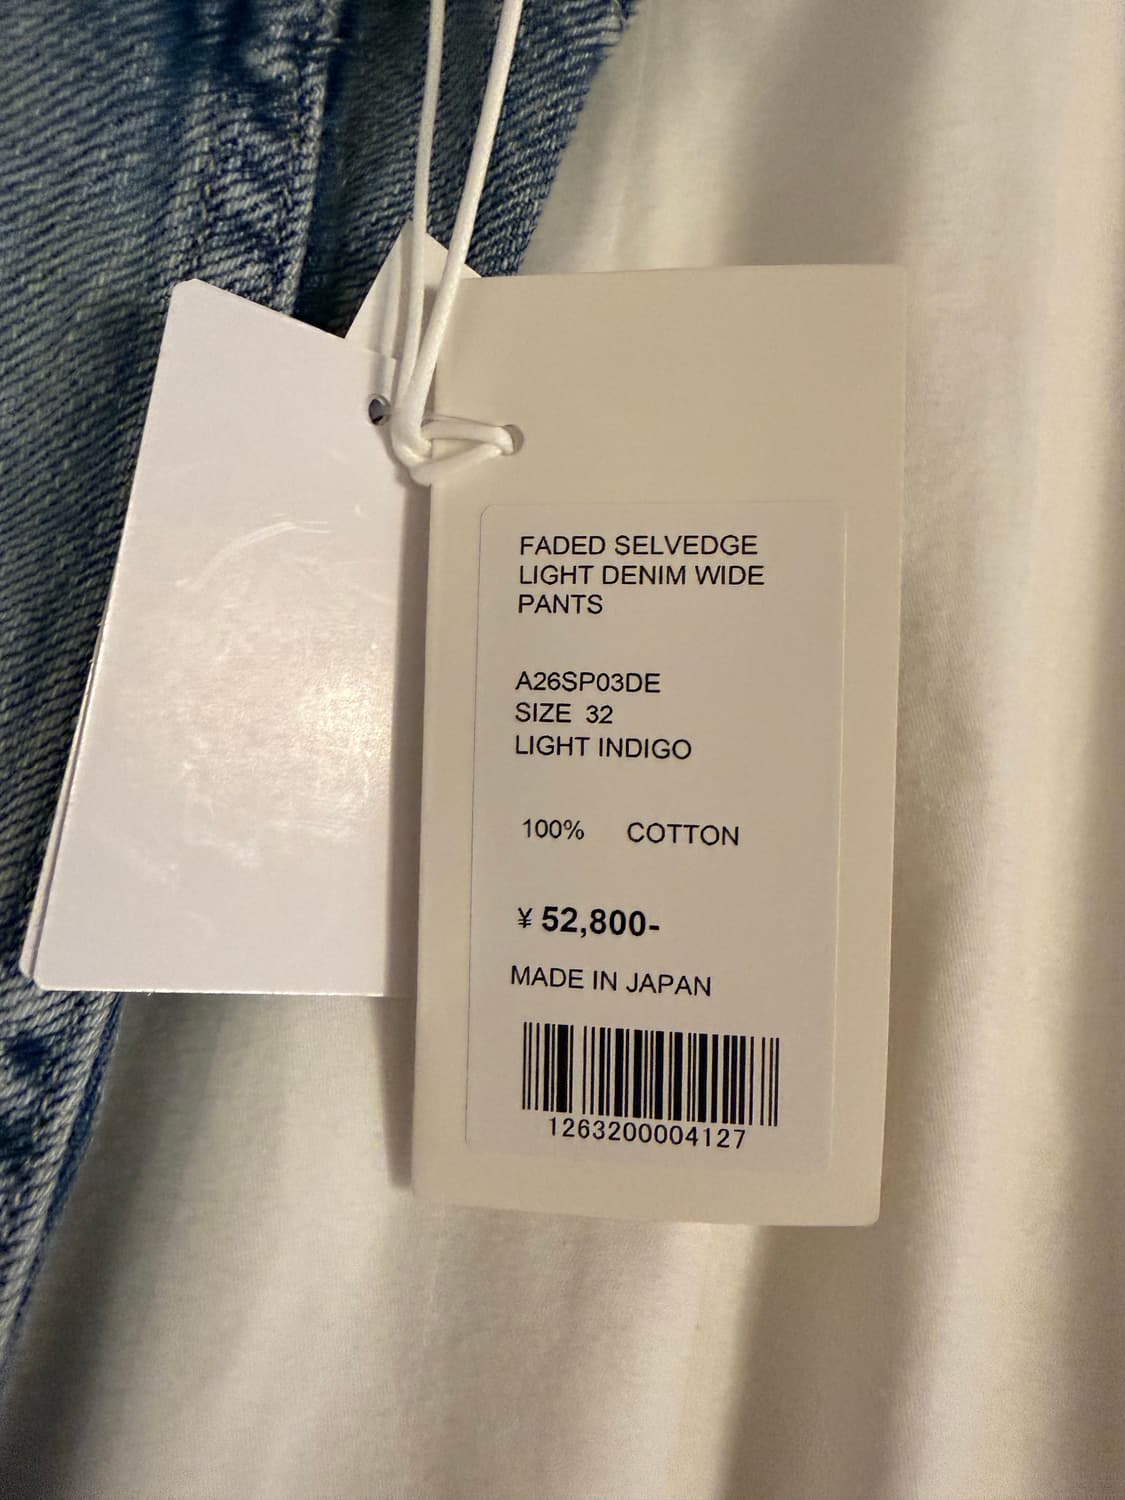 FADED SELVEDGE
LIGHT DENIM WIDE
PANTS
A26SP03DE
SIZE 32
LIGHT INDIGO
100% COTTON
¥ 52,800-
MADE IN JAPAN
1263200004127